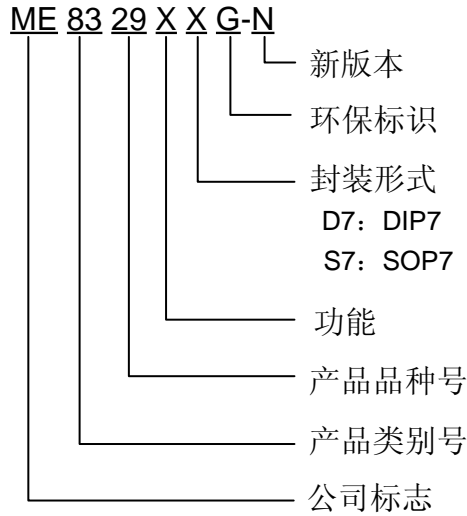 ME 83 29 X X G-N
新版本
环保标识
封装形式
D7：DIP7
S7：SOP7
功能
产品品种号
产品类别号
公司标志